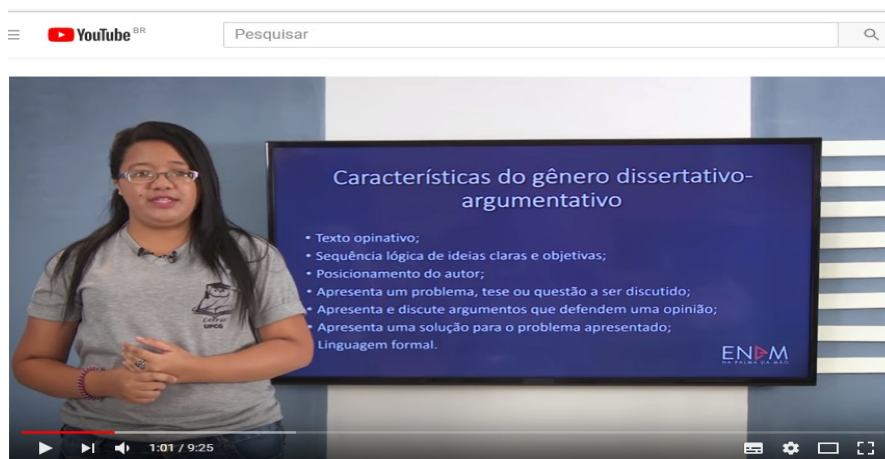 YouTube BR
Pesquisar
Características do gênero dissertativo-
argumentativo
• Texto opinativo;
• Sequência lógica de ideias claras e objetivas;
• Posicionamento do autor;
• Apresenta um problema, tese ou questão a ser discutido;
• Apresenta e discute argumentos que defendem uma opinião;
• Apresenta uma solução para o problema apresentado;
Linguagem formal.
Letras
UFCG
ENEM
NA PALMA DA MÃO
1:01 / 9:25